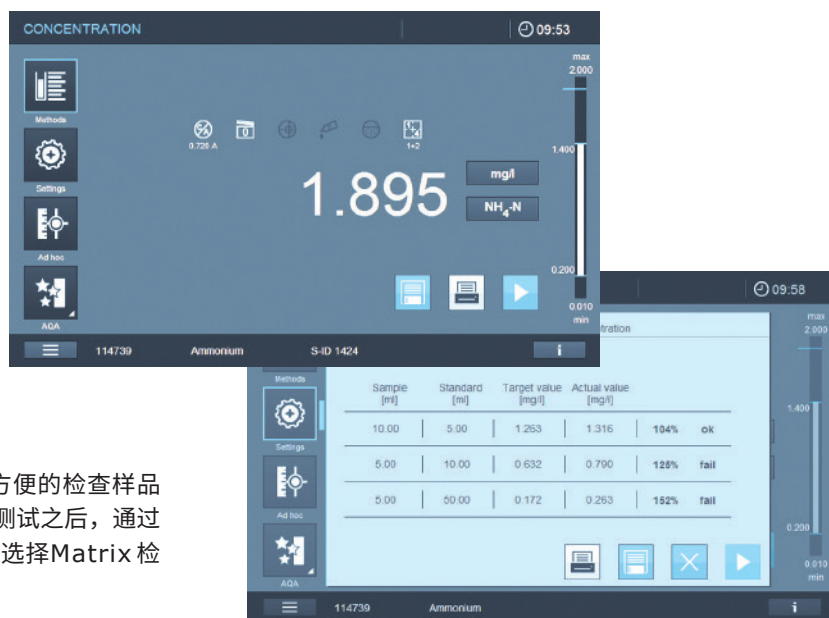 CONCENTRATION 09:53
max
2.000
Methods
0.720 A 1+2
1.400
Settings
1.895 mg/l
NH4-N
Ad hoc
0.200
0.010
min
AQA
114739 Ammonium S-ID 1424 i
09:58
tration
max
2.000
Methods
Sample [ml] Standard [ml] Target value [mg/l] Actual value [mg/l]
1.400
10.00 5.00 1.263 1.316 104% ok
Settings
5.00 10.00 0.632 0.790 125% fail
5.00 50.00 0.172 0.263 152% fail
Ad hoc
0.200
0.010
min
AQA
114739 Ammonium i
方便的检查样品
测试之后，通过
选择Matrix 检